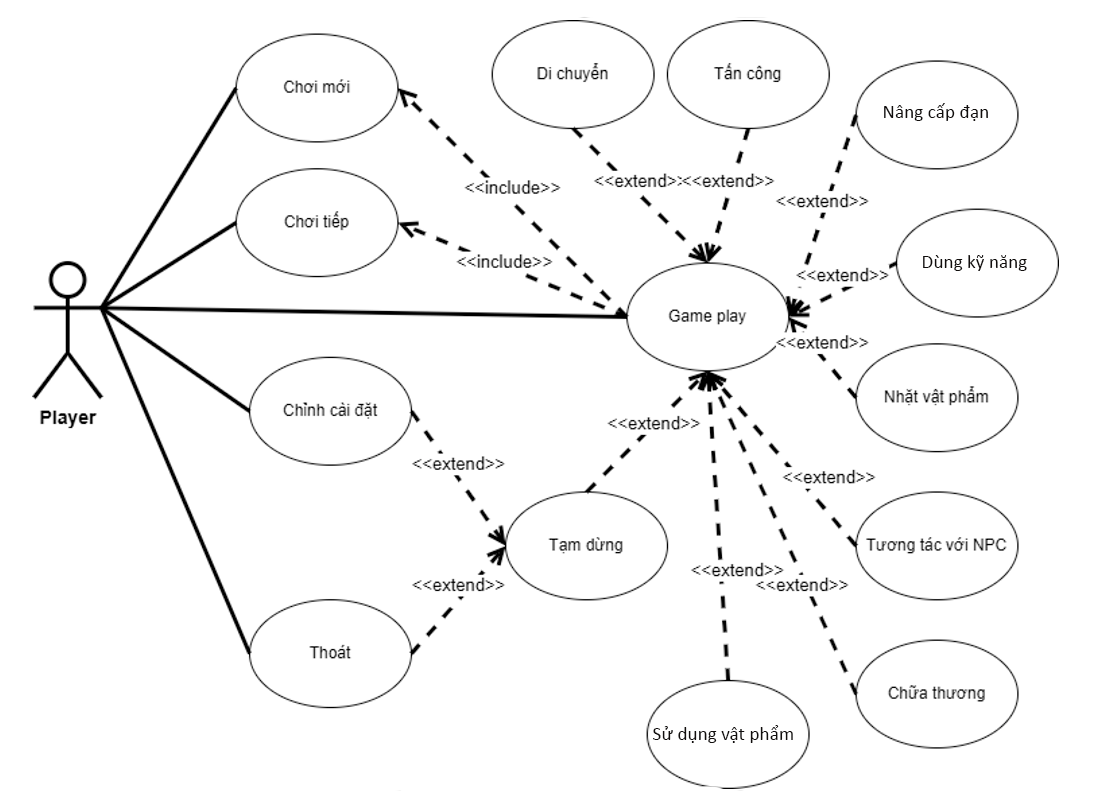 Di chuyển
Tấn công
Chơi mới
Nâng cấp đạn
<<include>>
<<extend>>
<<extend>>
<<extend>>
Chơi tiếp
<<include>>
Dùng kỹ năng
<<extend>>
Game play
<<extend>>
Player
Chỉnh cài đặt
Nhặt vật phẩm
<<extend>>
<<extend>>
<<extend>>
Tạm dừng
Tương tác với NPC
<<extend>>
<<extend>>
<<extend>>
Thoát
Chữa thương
Sử dụng vật phẩm